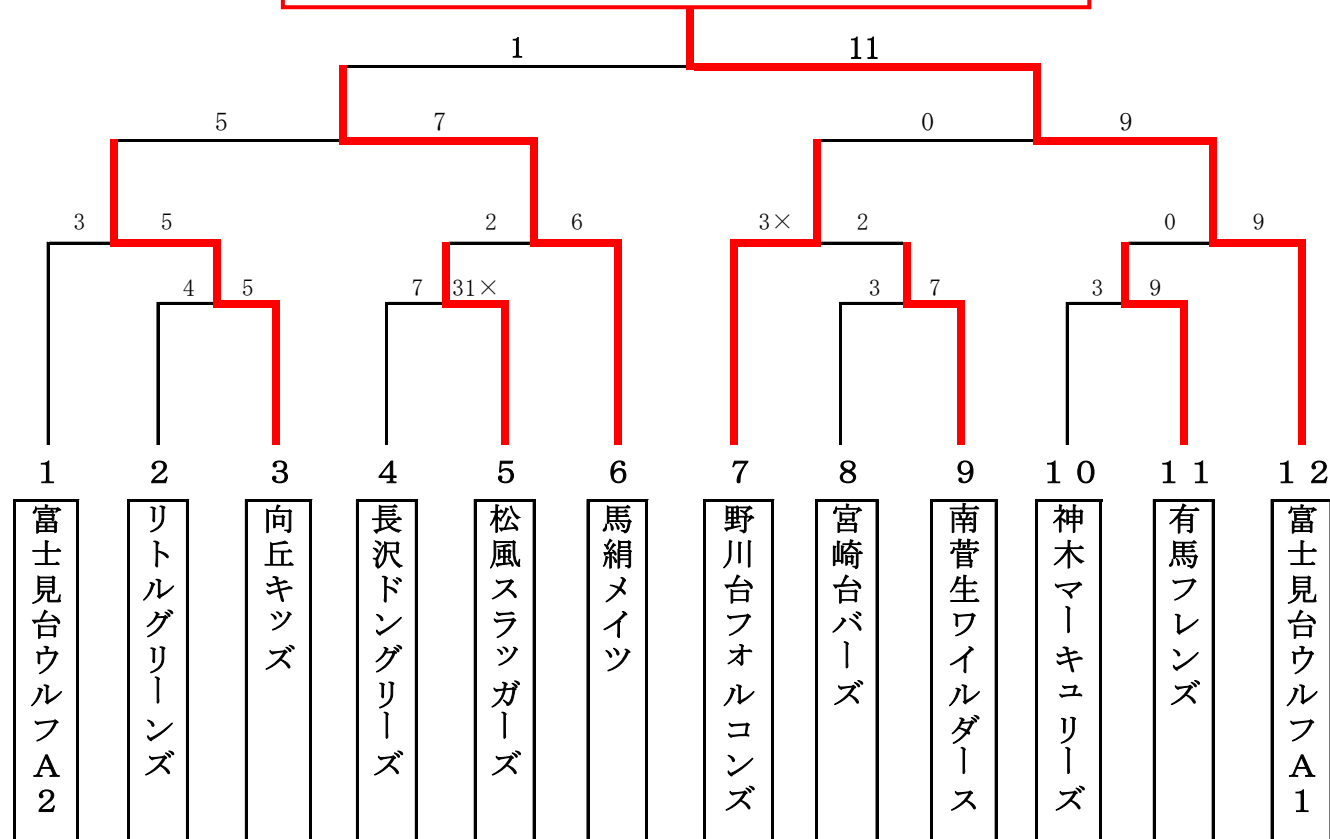 1 11
5 7 0 9
3 5 2 6 3× 2 0 9
4 5 7 31× 3 7 3 9
1 2 3 4 5 6 7 8 9 10 11 12
富士見台ウルフA2
リトルグリーンズ
向丘キッズ
長沢ドングリーズ
松風スラッガーズ
馬絹メイツ
野川台フォルコンズ
宮崎台バーズ
南菅生ワイルダース
神木マーキュリーズ
有馬フレンズ
富士見台ウルフA1